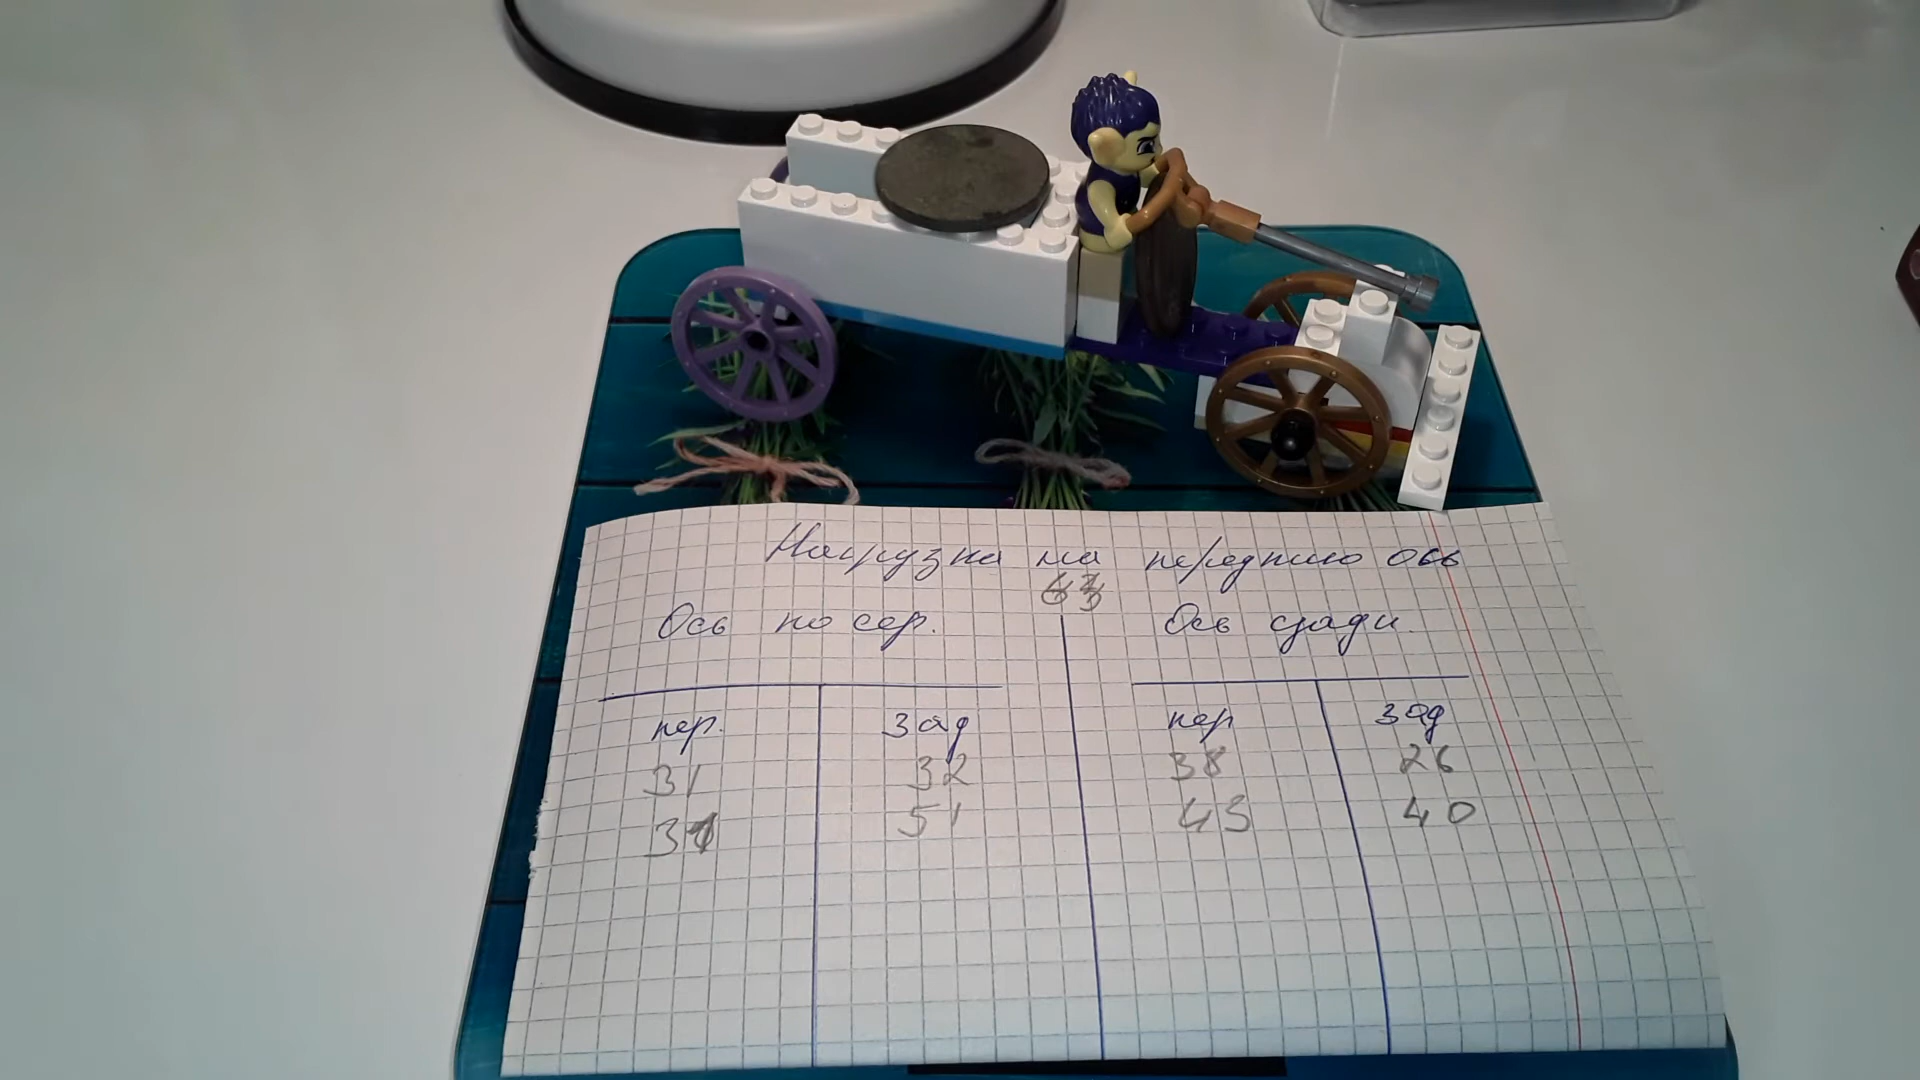 Нагрузка на переднюю ось
63
Ось по сер. Ось сзади.
пер. зад пер зад
31 32 38 26
31 51 43 40